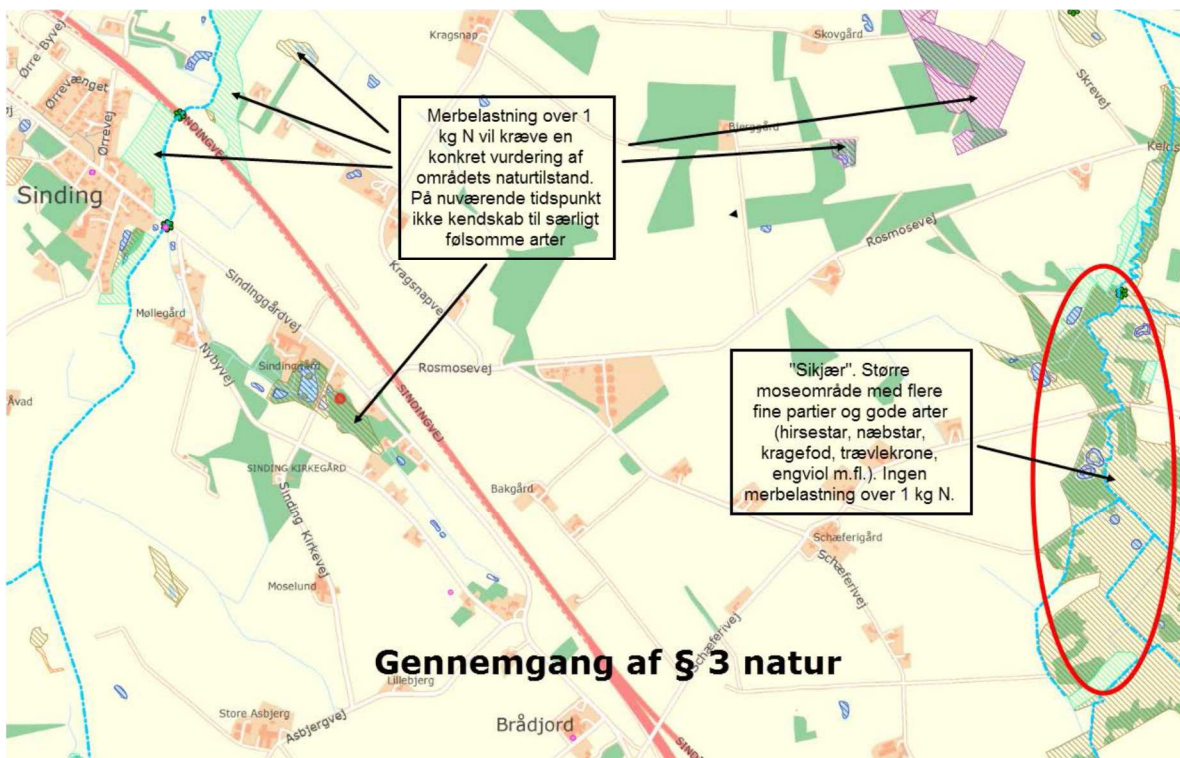 Ørre Byvej
Ørrevænget
Ørrevej
Sinding
SINDINGVEJ
Kragsnap
Skovgård
Skrevej
Merbelastning over 1
kg N vil kræve en
konkret vurdering af
områdets naturtilstand.
På nuværende tidspunkt
ikke kendskab til særligt
følsomme arter
Bjerggård
Rosmosevej
Sindinggårdvej
Kragsnapvej
Møllegård
Nybyvej
Sindinggård
Rosmosevej
Åvad
SINDINGVEJ
"Sikjær". Større
moseområde med flere
fine partier og gode arter
(hirsestar, næbstar,
kragefod, trævlekrone,
engviol m.fl.). Ingen
merbelastning over 1 kg N.
SINDING KIRKEGÅRD
Sinding Kirkevej
Bakgård
Schæferigård
Schæferivej
Moselund
Schæferivej
Gennemgang af § 3 natur
Lillebjerg
Store Asbjerg
Asbjergvej
Brådjord